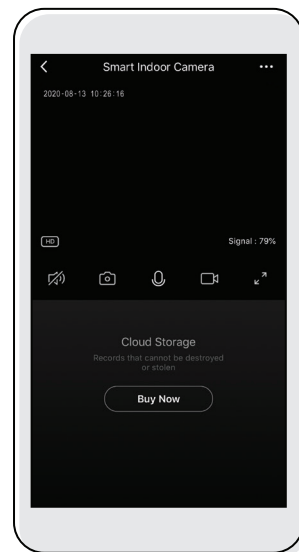 Smart Indoor Camera
2020-08-13 10:26:16
HD
Signal : 79%
Cloud Storage
Records that cannot be destroyed
or stolen
Buy Now